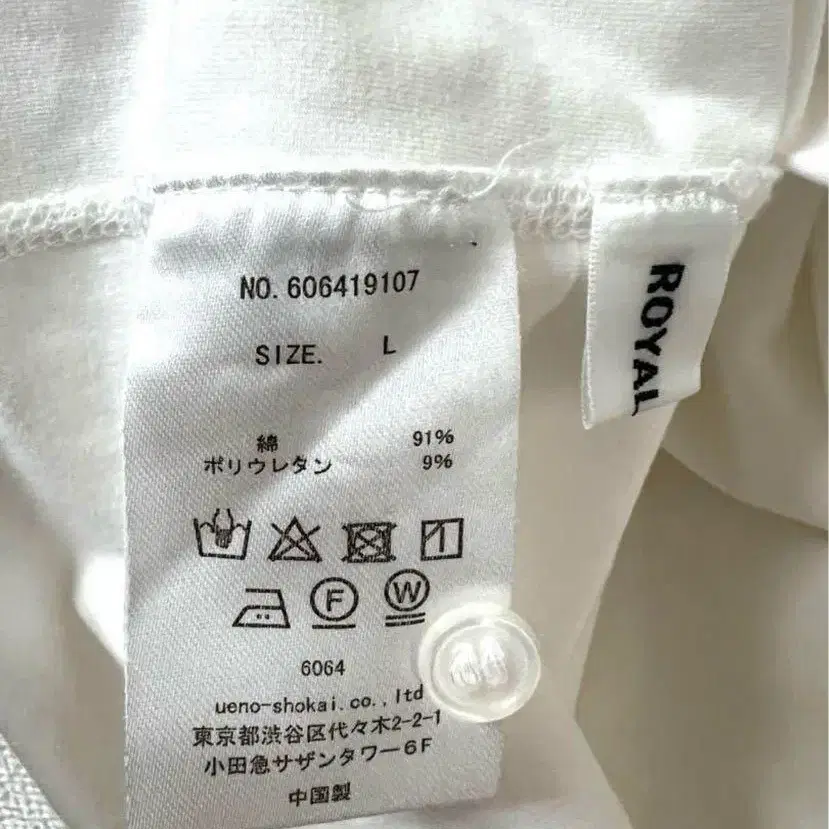 NO. 606419107
SIZE. L
綿 91%
ポリウレタン 9%
F W
6064
ueno-shokai.co.,ltd
東京都渋谷区代々木2-2-1
小田急サザンタワー6F
中国製
ROYAL